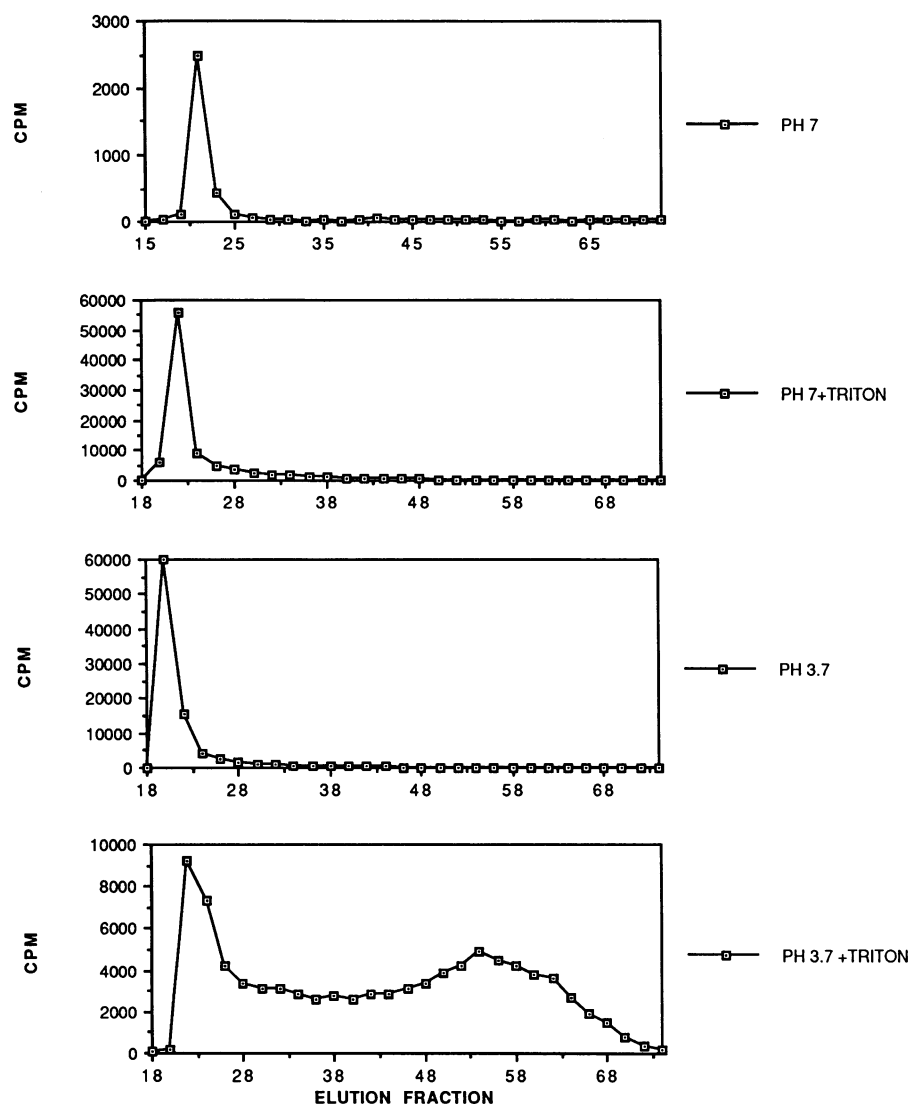 3000
2000
1000
0
CPM
15 25 35 45 55 65
PH 7
60000
50000
40000
30000
20000
10000
0
CPM
18 28 38 48 58 68
PH 7+TRITON
60000
50000
40000
30000
20000
10000
0
CPM
18 28 38 48 58 68
PH 3.7
10000
8000
6000
4000
2000
0
CPM
18 28 38 48 58 68
PH 3.7 +TRITON
ELUTION FRACTION